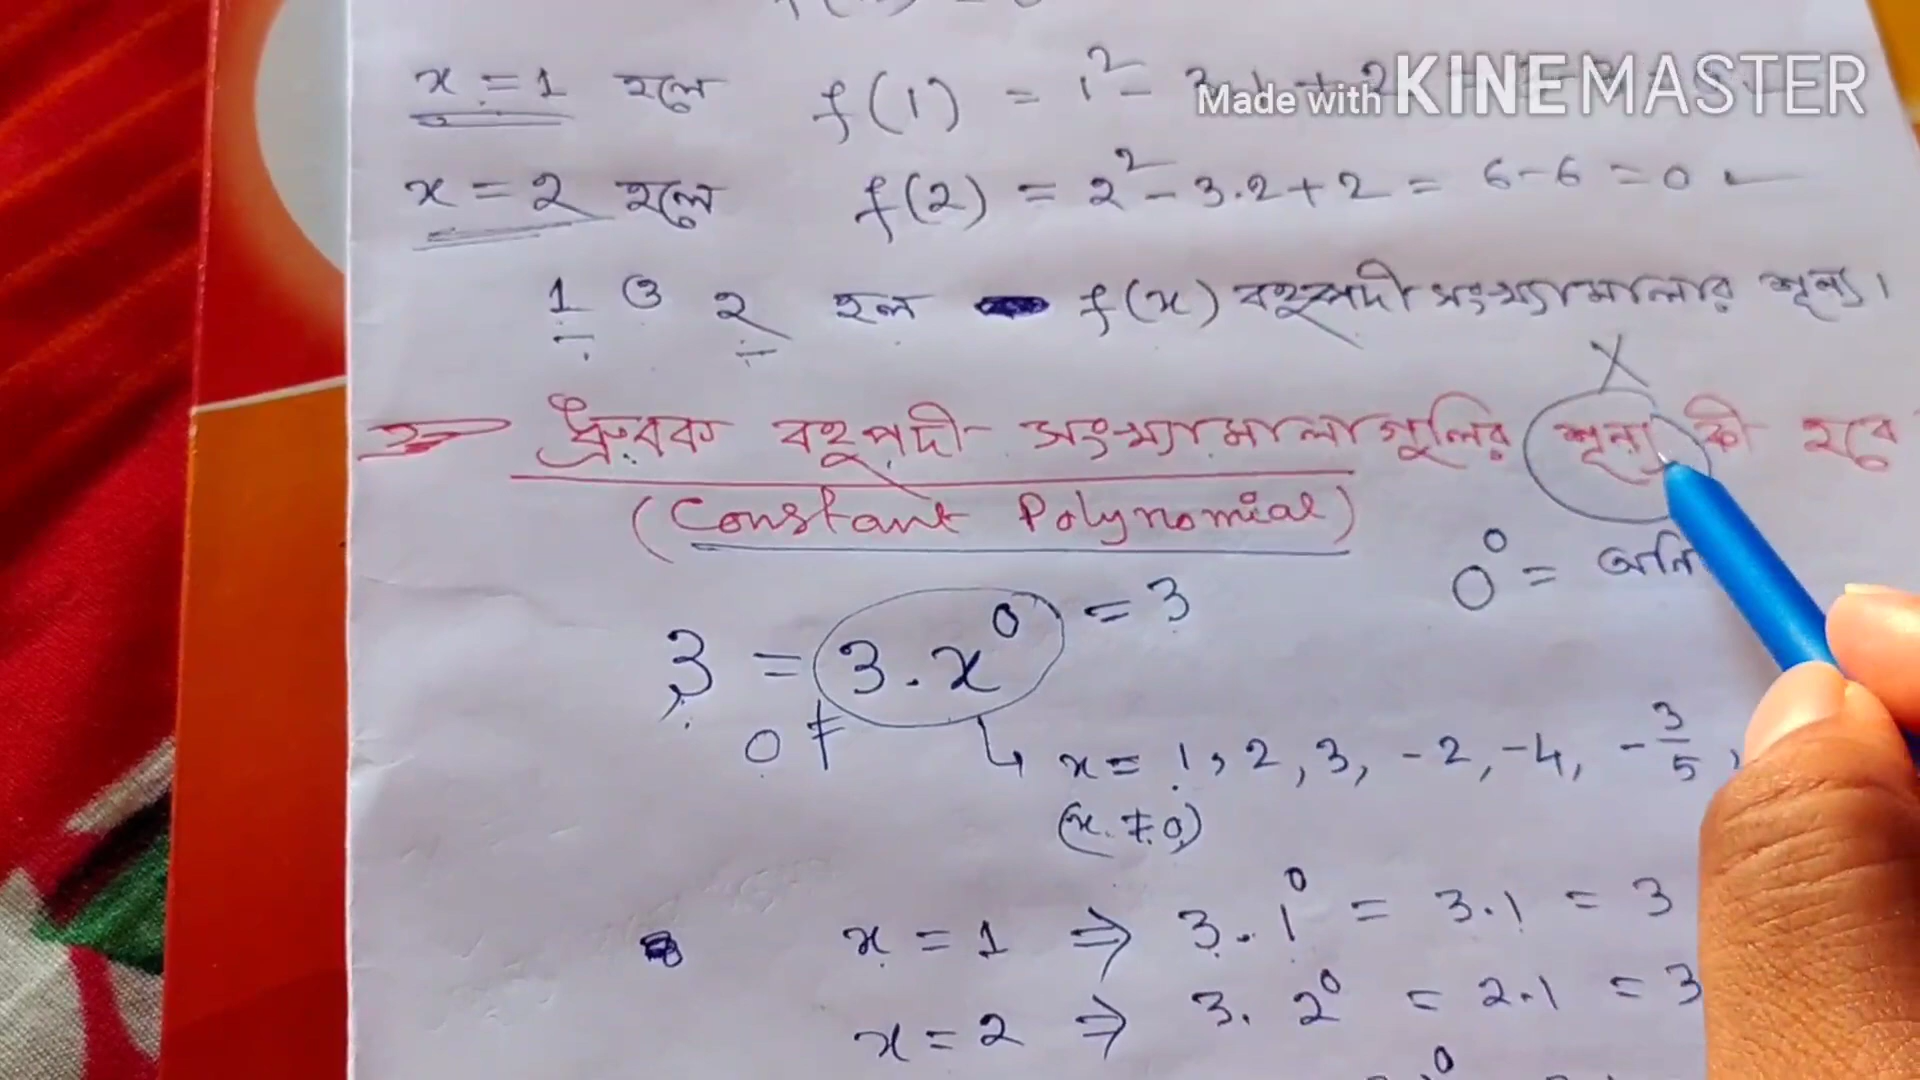 x = 1 হলে f(1) = 1² - 3.1 + 2
Made with KINEMASTER
x = 2 হলে f(2) = 2² - 3.2 + 2 = 6 - 6 = 0
1 ও 2 হল f(x) বহুপদী সংখ্যামালার শূন্য।
X
ধ্রুবক বহুপদী সংখ্যামালাগুলির শূন্য কী হবে
(Constant Polynomial)
0⁰ = অনি
3 = 3.x⁰ = 3
0 ≠
x = 1, 2, 3, -2, -4, -3/5,
(x ≠ 0)
x = 1 ⇒ 3.1⁰ = 3.1 = 3
x = 2 ⇒ 3.2⁰ = 2.1 = 3